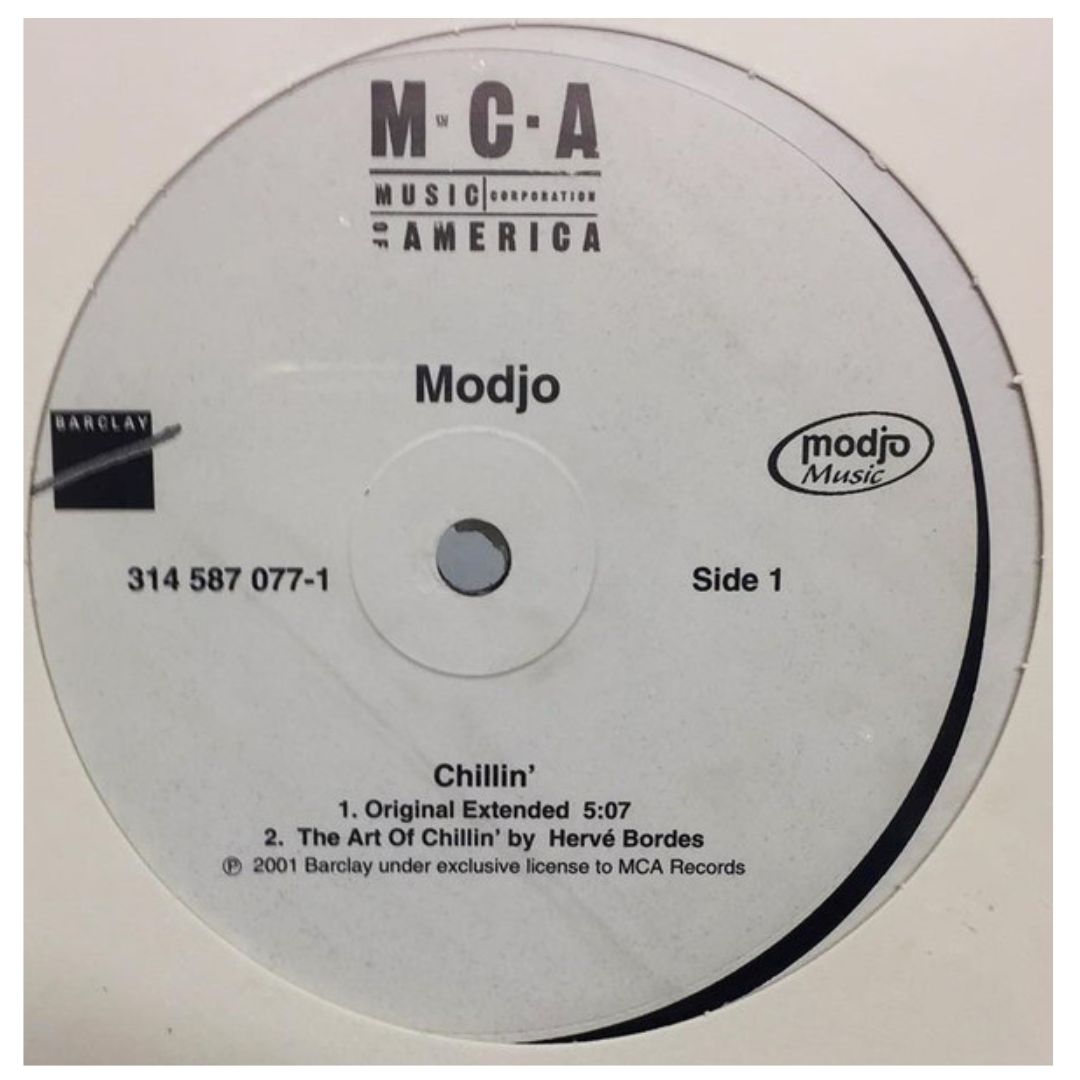 M·C·A
MUSIC CORPORATION
OF AMERICA
Modjo
BARCLAY
modjo
Music
314 587 077-1
Side 1
Chillin’
1. Original Extended 5:07
2. The Art Of Chillin’ by Hervé Bordes
℗ 2001 Barclay under exclusive license to MCA Records